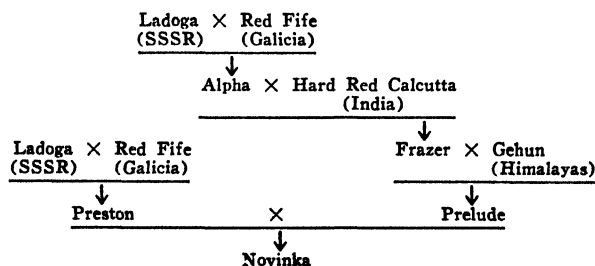 Ladoga × Red Fife
(SSSR) (Galicia)
Alpha × Hard Red Calcutta
(India)
Ladoga × Red Fife Frazer × Gehun
(SSSR) (Galicia) (Himalayas)
Preston × Prelude
Novinka